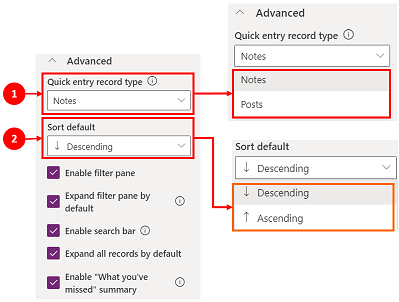 Advanced
1
Quick entry record type
Notes
2
Sort default
↓ Descending
Enable filter pane
Expand filter pane by
default
Enable search bar
Expand all records by default
Enable "What you've
missed" summary
Advanced
Quick entry record type
Notes
Notes
Posts
Sort default
↓ Descending
↓ Descending
↑ Ascending